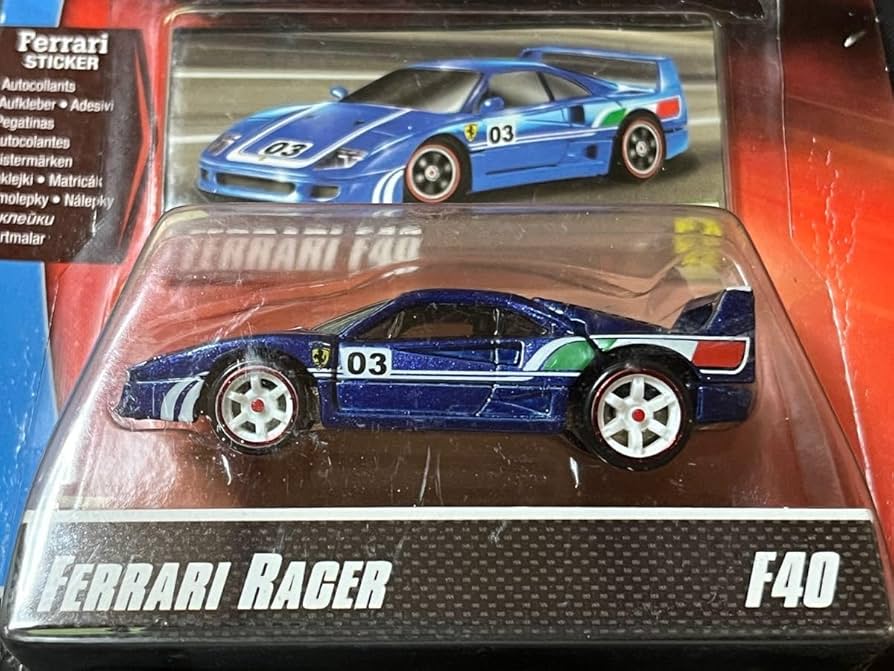 Ferrari
STICKER
Autocollants
Aufkleber • Adesivi
Pegatinas
utocolantes
istermärken
klejki • Matricák
molepky • Nálepky
клейки
rtmalar
03
03
FERRARI F40
03
FERRARI RACER
F40